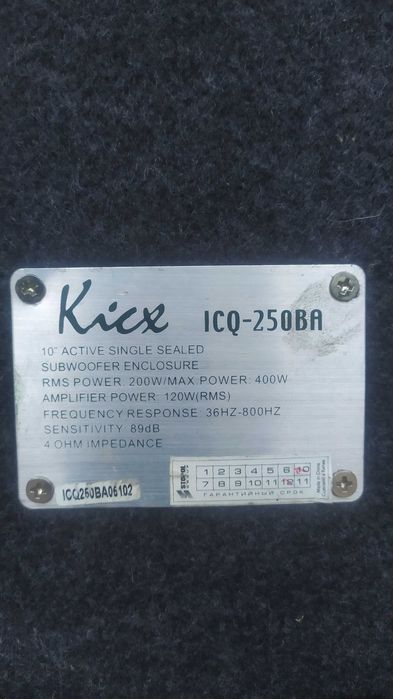 Kicx ICQ-250BA
10" ACTIVE SINGLE SEALED
SUBWOOFER ENCLOSURE
RMS POWER: 200W/MAX.POWER: 400W
AMPLIFIER POWER: 120W(RMS)
FREQUENCY RESPONSE: 36HZ-800HZ
SENSITIVITY: 89dB
4 OHM IMPEDANCE
1 2 3 4 5 6
7 8 9 10 11 12 11
ГАРАНТИЙНЫЙ СРОК
Made in China
ICQ250BA06102